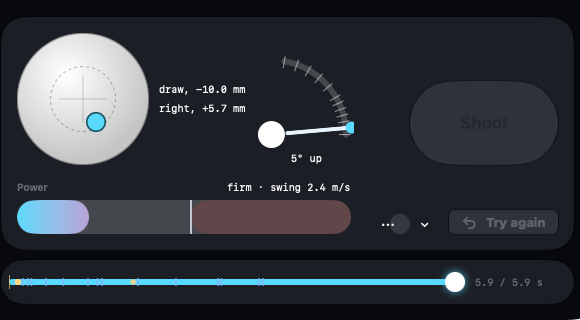 draw, −10.0 mm
right, +5.7 mm
5° up
Shoot
Power
firm · swing 2.4 m/s
...
Try again
5.9 / 5.9 s